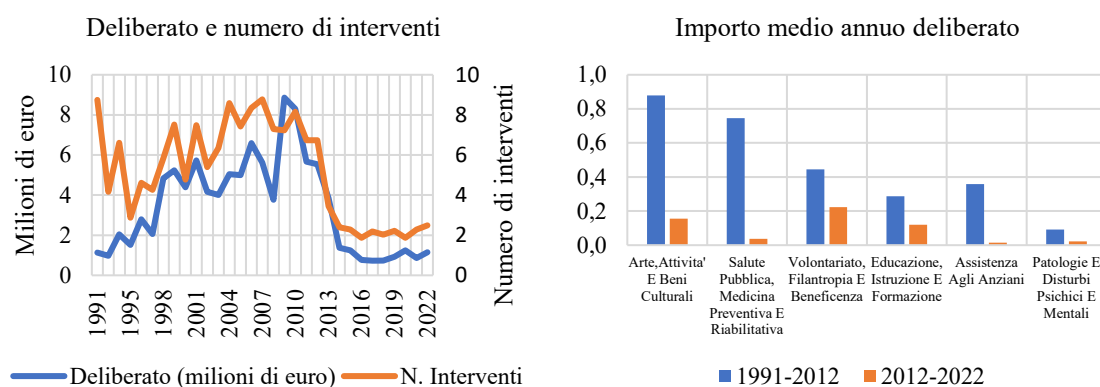 Deliberato e numero di interventi
10
8
6
4
2
0
Milioni di euro
10
8
6
4
2
0
Numero di interventi
1991
1995
1998
2001
2004
2007
2010
2013
2016
2019
2022
Deliberato (milioni di euro)
N. Interventi
Importo medio annuo deliberato
1,0
0,8
0,6
0,4
0,2
0,0
Arte,Attivita'
E Beni
Culturali
Salute
Pubblica,
Medicina
Preventiva E
Riabilitativa
Volontariato,
Filantropia E
Beneficenza
Educazione,
Istruzione E
Formazione
Assistenza
Agli Anziani
Patologie E
Disturbi
Psichici E
Mentali
1991-2012
2012-2022